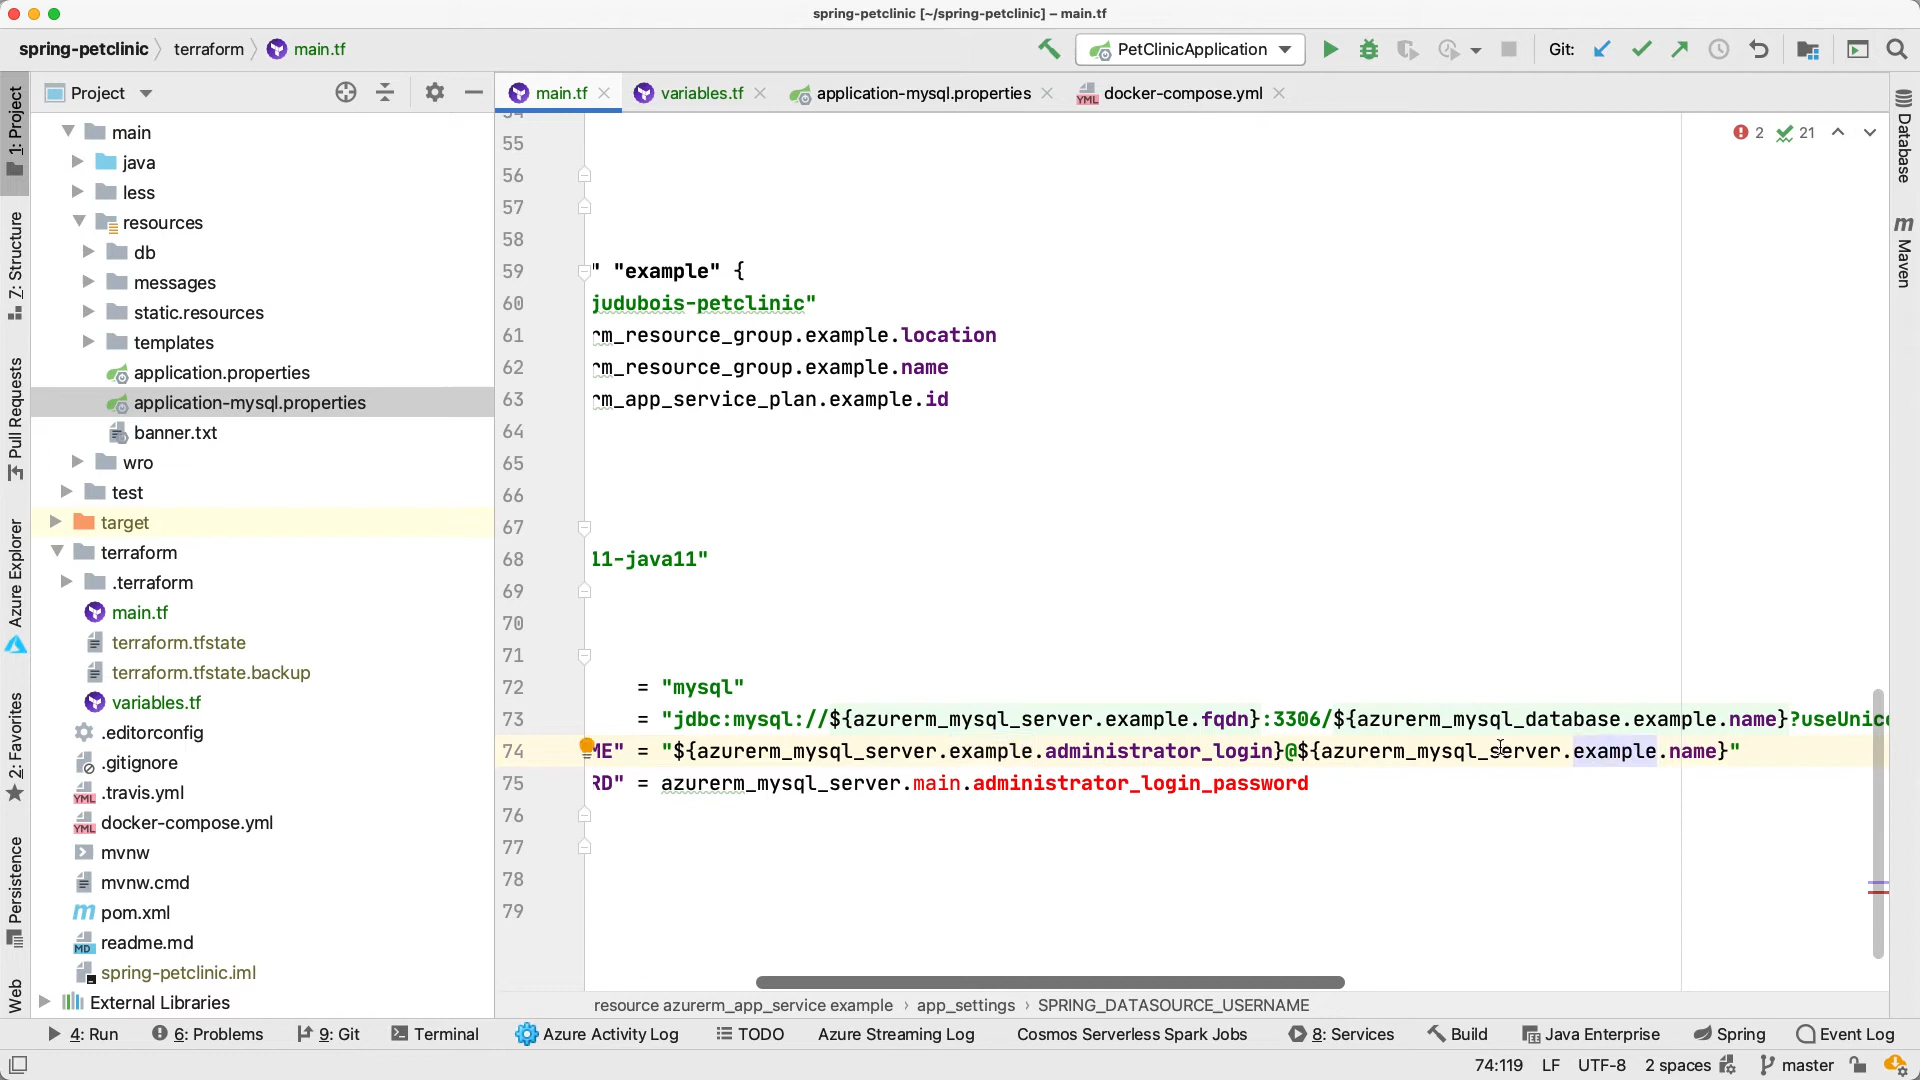 spring-petclinic [~/spring-petclinic] – main.tf
spring-petclinic
terraform
main.tf
PetClinicApplication
Git:
Project
main.tf
variables.tf
application-mysql.properties
docker-compose.yml
1: Project
Z: Structure
Pull Requests
Azure Explorer
2: Favorites
Persistence
Web
main
java
less
resources
db
messages
static.resources
templates
application.properties
application-mysql.properties
banner.txt
wro
test
target
terraform
.terraform
main.tf
terraform.tfstate
terraform.tfstate.backup
variables.tf
.editorconfig
.gitignore
.travis.yml
docker-compose.yml
mvnw
mvnw.cmd
pom.xml
readme.md
spring-petclinic.iml
External Libraries
2 21
55
56
57
58
59 " "example" {
60 judubois-petclinic"
61 rm_resource_group.example.location
62 rm_resource_group.example.name
63 rm_app_service_plan.example.id
64
65
66
67
68 11-java11"
69
70
71
72 = "mysql"
73 = "jdbc:mysql://${azurerm_mysql_server.example.fqdn}:3306/${azurerm_mysql_database.example.name}?useUnico
74 ME" = "${azurerm_mysql_server.example.administrator_login}@${azurerm_mysql_server.example.name}"
75 RD" = azurerm_mysql_server.main.administrator_login_password
76
77
78
79
Database
m
Maven
resource azurerm_app_service example › app_settings › SPRING_DATASOURCE_USERNAME
4: Run
6: Problems
9: Git
Terminal
Azure Activity Log
TODO
Azure Streaming Log
Cosmos Serverless Spark Jobs
8: Services
Build
Java Enterprise
Spring
Event Log
74:119
LF
UTF-8
2 spaces
master